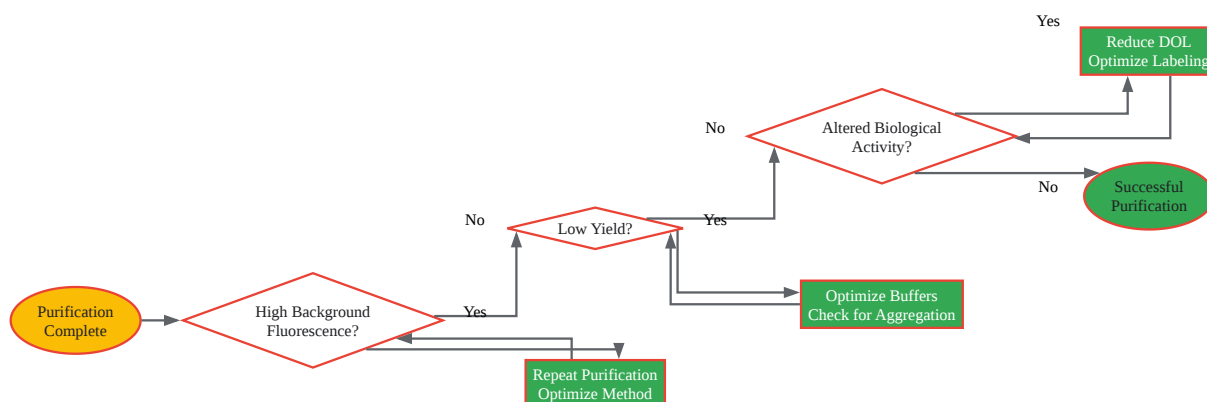 Purification
Complete
High Background
Fluorescence?
Yes
No
Repeat Purification
Optimize Method
Low Yield?
Yes
No
Optimize Buffers
Check for Aggregation
Altered Biological
Activity?
Yes
No
Reduce DOL
Optimize Labeling
Successful
Purification